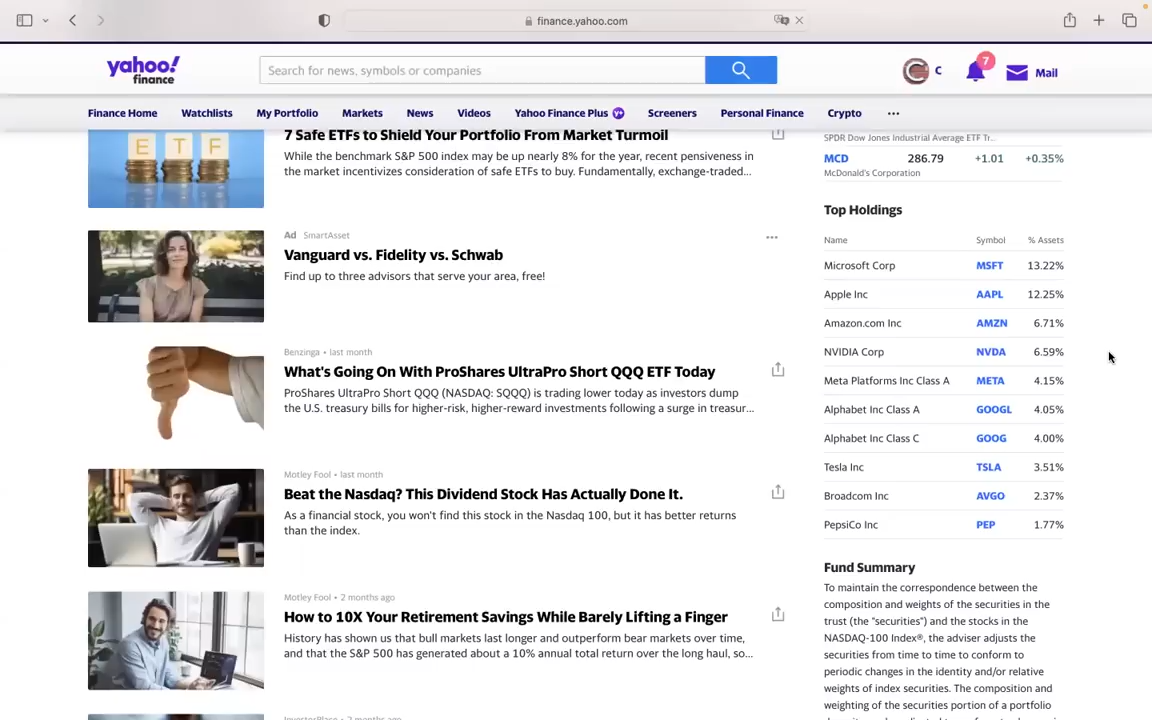 finance.yahoo.com
yahoo!
finance
Search for news, symbols or companies
C
7
Mail
Finance Home
Watchlists
My Portfolio
Markets
News
Videos
Yahoo Finance Plus
Screeners
Personal Finance
Crypto
ETF
7 Safe ETFs to Shield Your Portfolio From Market Turmoil
While the benchmark S&P 500 index may be up nearly 8% for the year, recent pensiveness in
the market incentivizes consideration of safe ETFs to buy. Fundamentally, exchange-traded...
Ad SmartAsset
Vanguard vs. Fidelity vs. Schwab
Find up to three advisors that serve your area, free!
Benzinga • last month
What's Going On With ProShares UltraPro Short QQQ ETF Today
ProShares UltraPro Short QQQ (NASDAQ: SQQQ) is trading lower today as investors dump
the U.S. treasury bills for higher-risk, higher-reward investments following a surge in treasur...
Motley Fool • last month
Beat the Nasdaq? This Dividend Stock Has Actually Done It.
As a financial stock, you won't find this stock in the Nasdaq 100, but it has better returns
than the index.
Motley Fool • 2 months ago
How to 10X Your Retirement Savings While Barely Lifting a Finger
History has shown us that bull markets last longer and outperform bear markets over time,
and that the S&P 500 has generated about a 10% annual total return over the long haul, so...
InvestorPlace • 2 months ago
SPDR Dow Jones Industrial Average ETF Tr...
MCD 286.79 +1.01 +0.35%
McDonald's Corporation
Top Holdings
Name Symbol % Assets
Microsoft Corp MSFT 13.22%
Apple Inc AAPL 12.25%
Amazon.com Inc AMZN 6.71%
NVIDIA Corp NVDA 6.59%
Meta Platforms Inc Class A META 4.15%
Alphabet Inc Class A GOOGL 4.05%
Alphabet Inc Class C GOOG 4.00%
Tesla Inc TSLA 3.51%
Broadcom Inc AVGO 2.37%
PepsiCo Inc PEP 1.77%
Fund Summary
To maintain the correspondence between the
composition and weights of the securities in the
trust (the "securities") and the stocks in the
NASDAQ-100 Index®, the adviser adjusts the
securities from time to time to conform to
periodic changes in the identity and/or relative
weights of index securities. The composition and
weighting of the securities portion of a portfolio